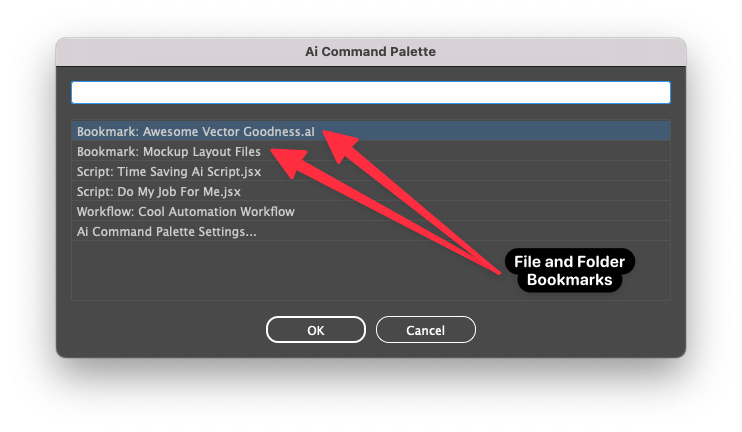 Ai Command Palette
Bookmark: Awesome Vector Goodness.aI
Bookmark: Mockup Layout Files
Script: Time Saving Ai Script.jsx
Script: Do My Job For Me.jsx
Workflow: Cool Automation Workflow
Ai Command Palette Settings...
File and Folder
Bookmarks
OK
Cancel